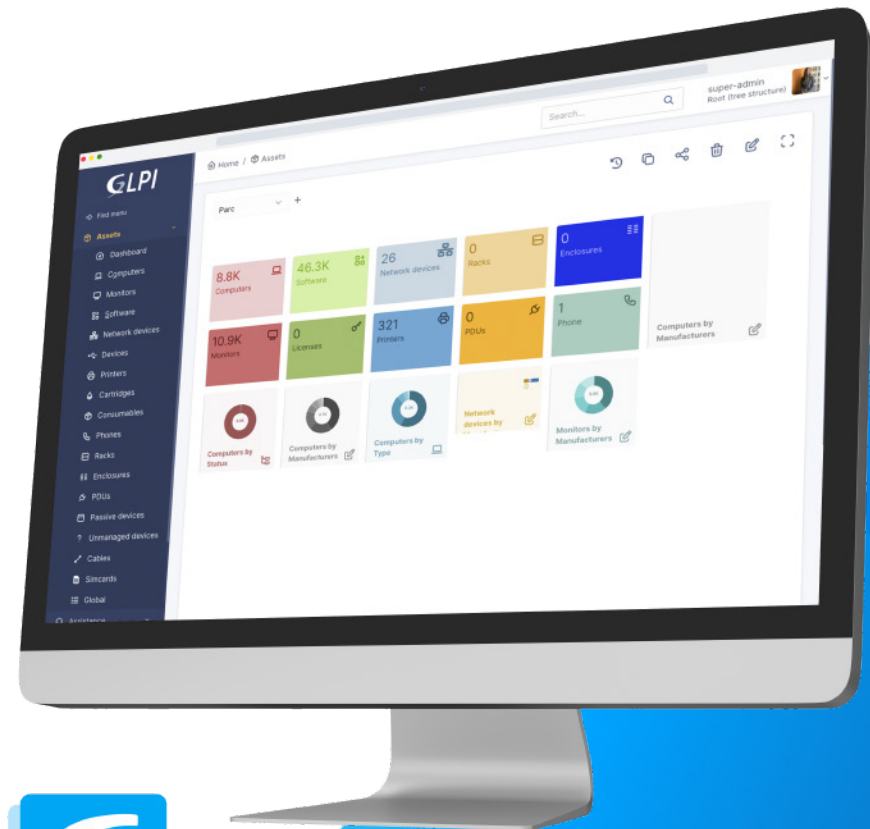 Search...
super-admin
Root (tree structure)
GLPI
Home / Assets
Find menu
Parc
+
Assets
Dashboard
Computers
Monitors
Software
Network devices
Devices
Printers
Cartridges
Consumables
Phones
Racks
Enclosures
PDUs
Passive devices
Unmanaged devices
Cables
Simcards
Global
Assistance
8.8K
Computers
46.3K
Software
26
Network devices
0
Racks
0
Enclosures
10.9K
Monitors
0
Licenses
321
Printers
0
PDUs
1
Phone
Computers by
Manufacturers
Computers by
Status
Computers by
Manufacturers
Computers by
Type
Network
devices by
Monitors by
Manufacturers